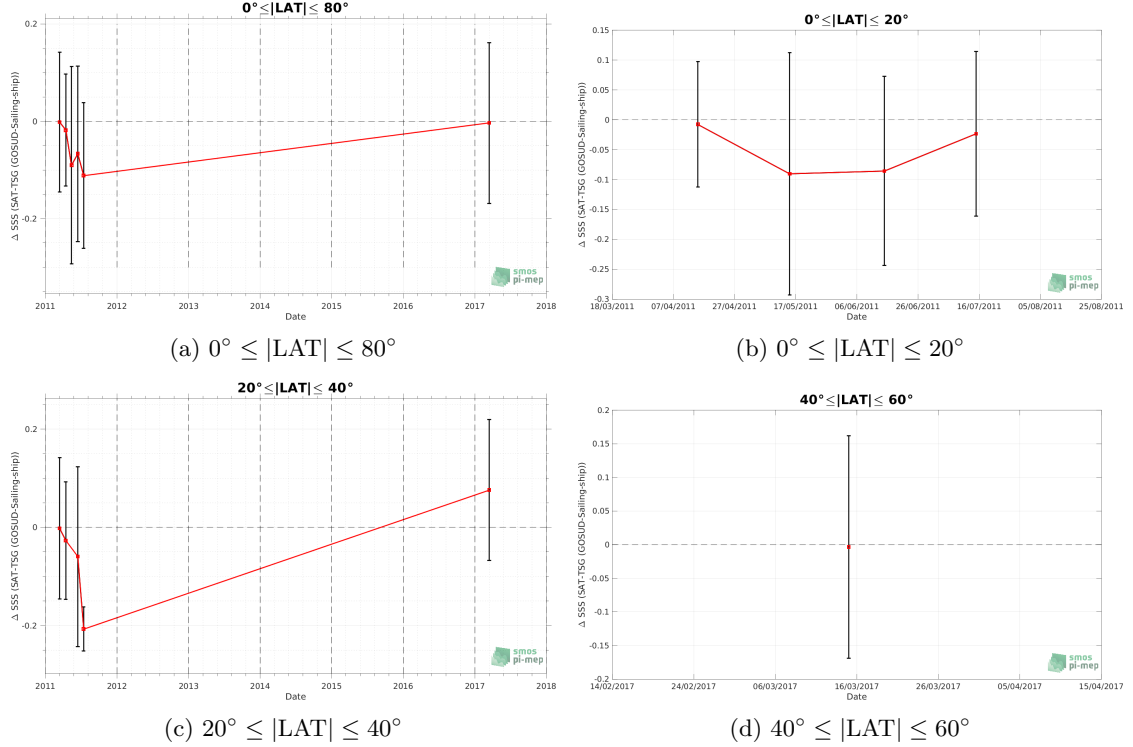 0°≤|LAT|≤ 80°
0.2
0
-0.2
Δ SSS (SAT-TSG (GOSUD-Sailing-ship))
2011 2012 2013 2014 2015 2016 2017 2018
Date
smos
pi-mep
(a) 0° ≤ |LAT| ≤ 80°
0°≤|LAT|≤ 20°
0.15
0.1
0.05
0
-0.05
-0.1
-0.15
-0.2
-0.25
-0.3
Δ SSS (SAT-TSG (GOSUD-Sailing-ship))
18/03/2011 07/04/2011 27/04/2011 17/05/2011 06/06/2011 26/06/2011 16/07/2011 05/08/2011 25/08/2011
Date
smos
pi-mep
(b) 0° ≤ |LAT| ≤ 20°
20°≤|LAT|≤ 40°
0.2
0
-0.2
Δ SSS (SAT-TSG (GOSUD-Sailing-ship))
2011 2012 2013 2014 2015 2016 2017 2018
Date
smos
pi-mep
(c) 20° ≤ |LAT| ≤ 40°
40°≤|LAT|≤ 60°
0.2
0.15
0.1
0.05
0
-0.05
-0.1
-0.15
-0.2
Δ SSS (SAT-TSG (GOSUD-Sailing-ship))
14/02/2017 24/02/2017 06/03/2017 16/03/2017 26/03/2017 05/04/2017 15/04/2017
Date
smos
pi-mep
(d) 40° ≤ |LAT| ≤ 60°